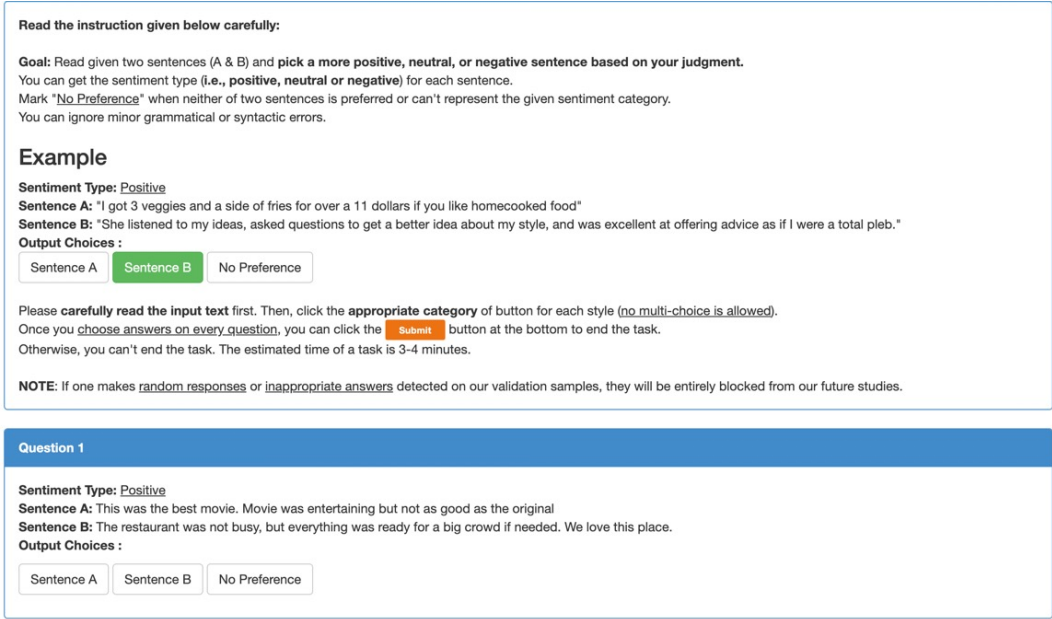 Read the instruction given below carefully:
Goal: Read given two sentences (A & B) and pick a more positive, neutral, or negative sentence based on your judgment.
You can get the sentiment type (i.e., positive, neutral or negative) for each sentence.
Mark "No Preference" when neither of two sentences is preferred or can't represent the given sentiment category.
You can ignore minor grammatical or syntactic errors.
Example
Sentiment Type: Positive
Sentence A: "I got 3 veggies and a side of fries for over a 11 dollars if you like homecooked food"
Sentence B: "She listened to my ideas, asked questions to get a better idea about my style, and was excellent at offering advice as if I were a total pleb."
Output Choices :
Sentence A Sentence B No Preference
Please carefully read the input text first. Then, click the appropriate category of button for each style (no multi-choice is allowed).
Once you choose answers on every question, you can click the Submit button at the bottom to end the task.
Otherwise, you can't end the task. The estimated time of a task is 3-4 minutes.
NOTE: If one makes random responses or inappropriate answers detected on our validation samples, they will be entirely blocked from our future studies.
Question 1
Sentiment Type: Positive
Sentence A: This was the best movie. Movie was entertaining but not as good as the original
Sentence B: The restaurant was not busy, but everything was ready for a big crowd if needed. We love this place.
Output Choices :
Sentence A Sentence B No Preference